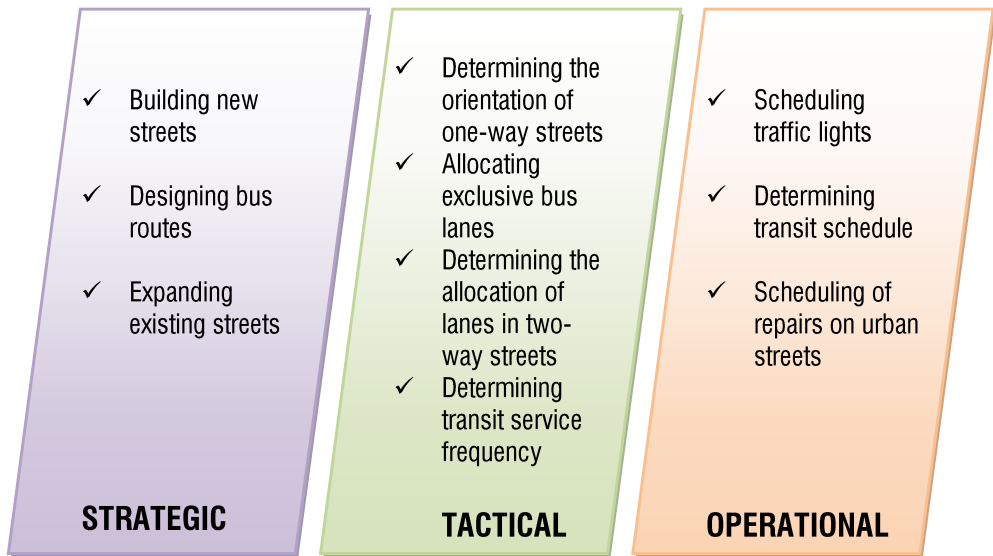 ✓ Building new
streets
✓ Designing bus
routes
✓ Expanding
existing streets
STRATEGIC
✓ Determining the
orientation of
one-way streets
✓ Allocating
exclusive bus
lanes
✓ Determining the
allocation of
lanes in two-
way streets
✓ Determining
transit service
frequency
TACTICAL
✓ Scheduling
traffic lights
✓ Determining
transit schedule
✓ Scheduling of
repairs on urban
streets
OPERATIONAL